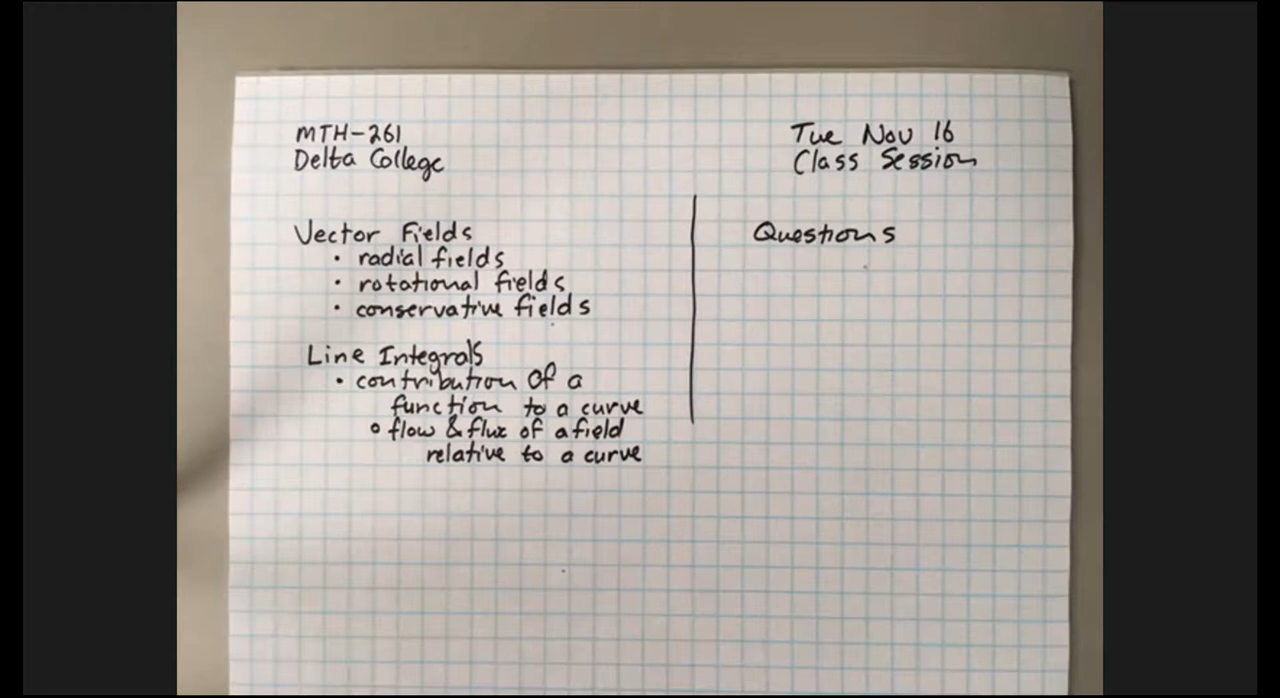 MTH-261
Delta College
Tue Nov 16
Class Session
Vector Fields
• radial fields
• rotational fields
• conservative fields
Line Integrals
• contribution of a
function to a curve
∘ flow & flux of a field
relative to a curve
Questions